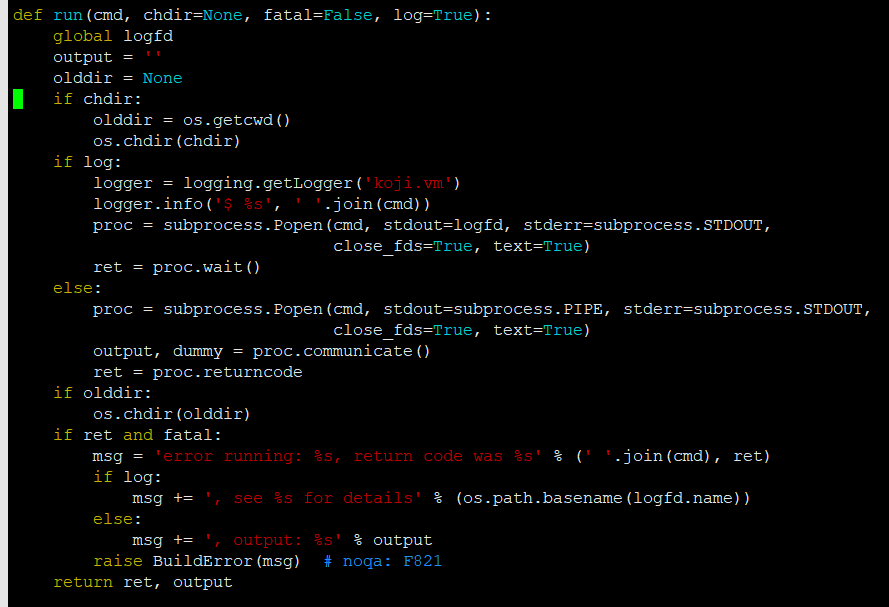 def run(cmd, chdir=None, fatal=False, log=True):
    global logfd
    output = ''
    olddir = None
    if chdir:
        olddir = os.getcwd()
        os.chdir(chdir)
    if log:
        logger = logging.getLogger('koji.vm')
        logger.info('$ %s', ' '.join(cmd))
        proc = subprocess.Popen(cmd, stdout=logfd, stderr=subprocess.STDOUT,
                                close_fds=True, text=True)
        ret = proc.wait()
    else:
        proc = subprocess.Popen(cmd, stdout=subprocess.PIPE, stderr=subprocess.STDOUT,
                                close_fds=True, text=True)
        output, dummy = proc.communicate()
        ret = proc.returncode
    if olddir:
        os.chdir(olddir)
    if ret and fatal:
        msg = 'error running: %s, return code was %s' % (' '.join(cmd), ret)
        if log:
            msg += ', see %s for details' % (os.path.basename(logfd.name))
        else:
            msg += ', output: %s' % output
        raise BuildError(msg)  # noqa: F821
    return ret, output